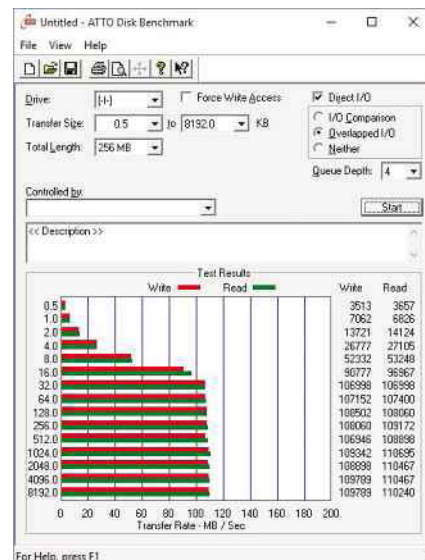 Untitled - ATTO Disk Benchmark
File View Help
Drive: [-I-] Force Write Access Direct I/O
Transfer Size: 0.5 to 8192.0 KB I/O Comparison
Overlapped I/O
Total Length: 256 MB Neither
Queue Depth: 4
Controlled by:
Start
<< Description >>
Test Results
Write Read Write Read
0.5 3513 3657
1.0 7062 6826
2.0 13721 14124
4.0 26777 27105
8.0 52332 53248
16.0 90777 96967
32.0 106998 106998
64.0 107152 107400
128.0 108502 108060
256.0 108060 109172
512.0 106946 108898
1024.0 109342 110695
2048.0 108898 110467
4096.0 109789 110467
8192.0 109789 110240
0 20 40 60 80 100 120 140 160 180 200
Transfer Rate - MB / Sec
For Help, press F1